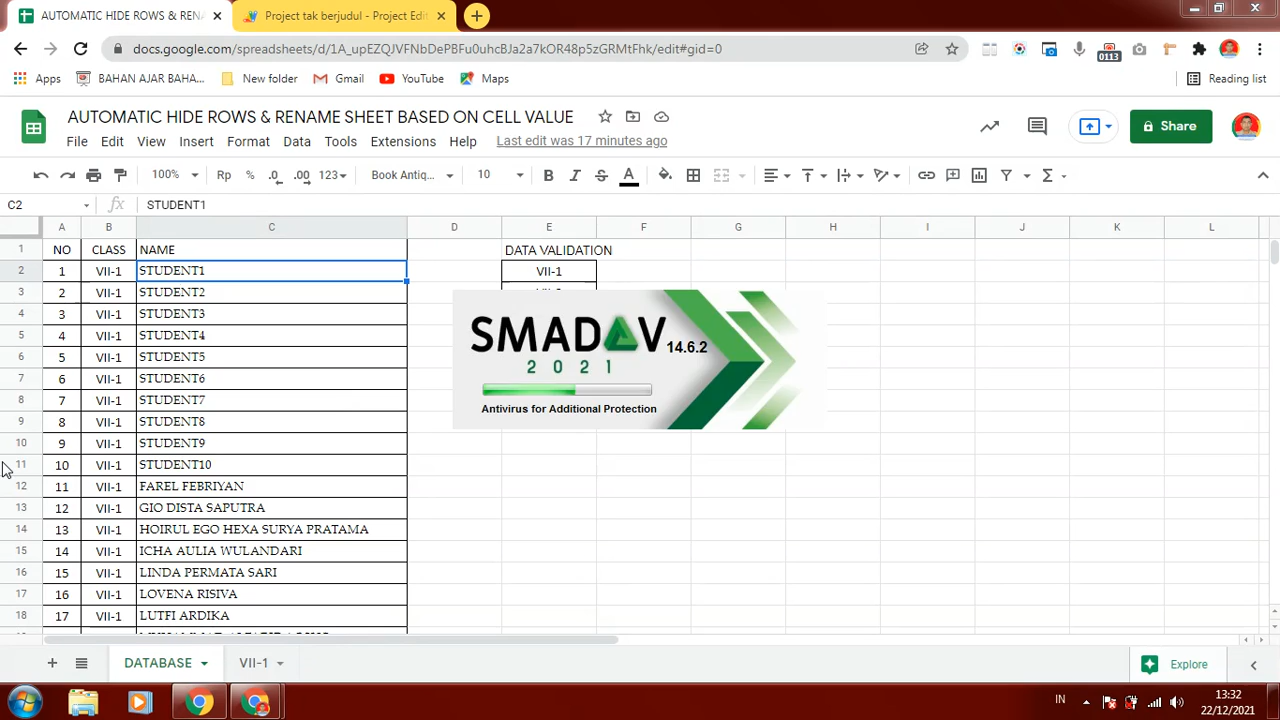 AUTOMATIC HIDE ROWS & RENA
Project tak berjudul - Project Edit
docs.google.com/spreadsheets/d/1A_upEZQJVFNbDePBFu0uhcBJa2a7kOR48p5zGRMtFhk/edit#gid=0
0113
Apps
BAHAN AJAR BAHA...
New folder
Gmail
YouTube
Maps
Reading list
AUTOMATIC HIDE ROWS & RENAME SHEET BASED ON CELL VALUE
File Edit View Insert Format Data Tools Extensions Help Last edit was 17 minutes ago
Share
100% Rp % .0 .00 123 Book Antiq... 10 B I S A
C2 fx STUDENT1
A B C D E F G H I J K L
1 NO CLASS NAME DATA VALIDATION
2 1 VII-1 STUDENT1 VII-1
3 2 VII-1 STUDENT2
4 3 VII-1 STUDENT3
5 4 VII-1 STUDENT4
6 5 VII-1 STUDENT5
7 6 VII-1 STUDENT6
8 7 VII-1 STUDENT7
9 8 VII-1 STUDENT8
10 9 VII-1 STUDENT9
11 10 VII-1 STUDENT10
12 11 VII-1 FAREL FEBRIYAN
13 12 VII-1 GIO DISTA SAPUTRA
14 13 VII-1 HOIRUL EGO HEXA SURYA PRATAMA
15 14 VII-1 ICHA AULIA WULANDARI
16 15 VII-1 LINDA PERMATA SARI
17 16 VII-1 LOVENA RISIVA
18 17 VII-1 LUTFI ARDIKA
SMADAV 14.6.2
2021
Antivirus for Additional Protection
DATABASE
VII-1
Explore
IN
13:32
22/12/2021